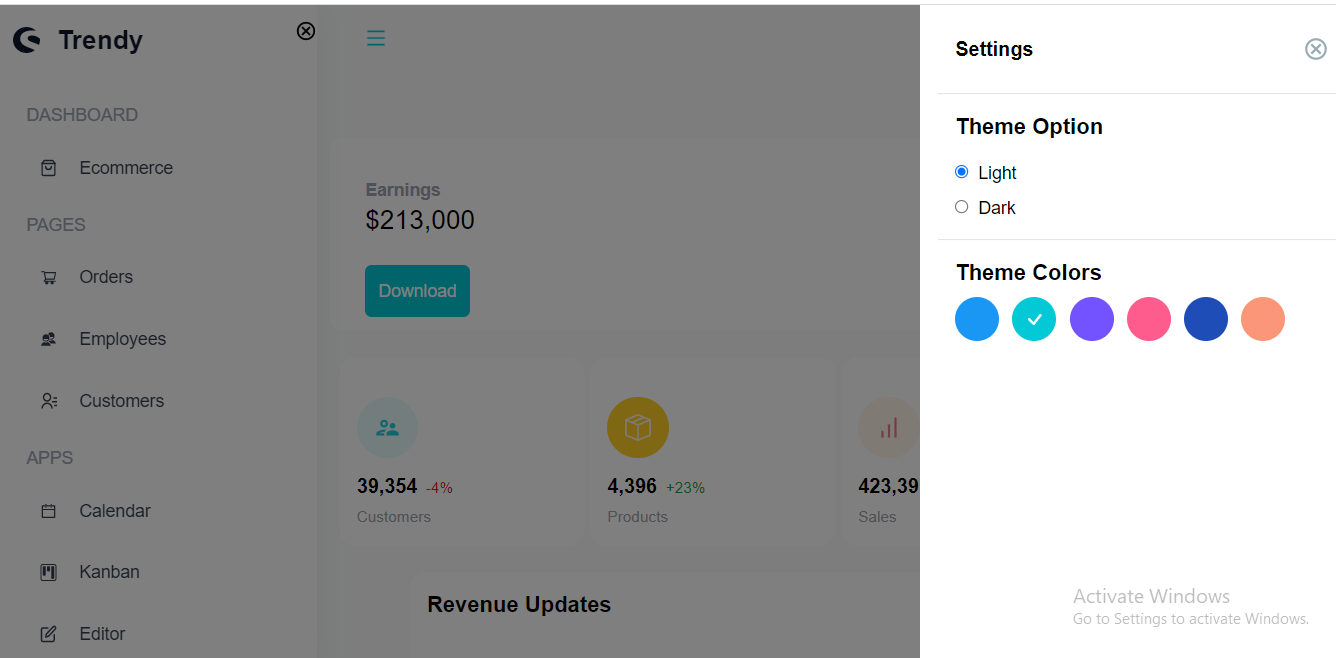 Trendy
DASHBOARD
Ecommerce
PAGES
Orders
Employees
Customers
APPS
Calendar
Kanban
Editor
Earnings
$213,000
Download
39,354 -4%
Customers
4,396 +23%
Products
423,39
Sales
Revenue Updates
Settings
Theme Option
Light
Dark
Theme Colors
Activate Windows
Go to Settings to activate Windows.